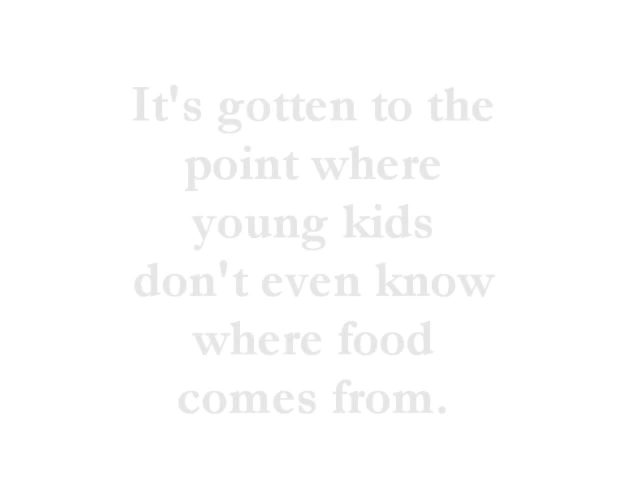 It's gotten to the
point where
young kids
don't even know
where food
comes from.